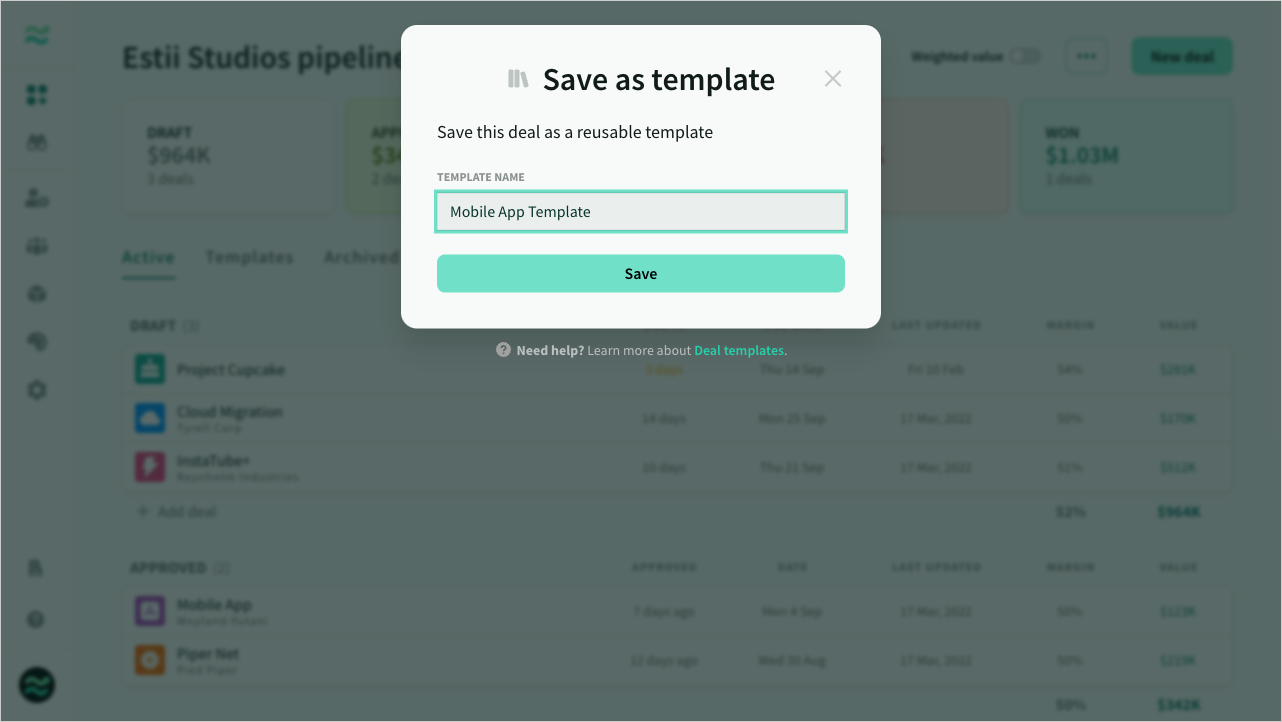 Estii Studios pipeline
Weighted value
New deal
Save as template
Save this deal as a reusable template
TEMPLATE NAME
Mobile App Template
Save
Need help? Learn more about Deal templates.
DRAFT
$964K
3 deals
WON
$1.03M
1 deals
Active
Templates
Archived
DRAFT (3)
LAST UPDATED
MARGIN
VALUE
Project Cupcake
3 days
Thu 14 Sep
Fri 10 Feb
54%
$281K
Cloud Migration
Tyrell Corp
14 days
Mon 25 Sep
17 Mar, 2022
50%
$170K
InstaTube+
Raynholm Industries
10 days
Thu 21 Sep
17 Mar, 2022
51%
$512K
Add deal
52%
$964K
APPROVED (2)
APPROVED
DATE
LAST UPDATED
MARGIN
VALUE
Mobile App
Weyland-Yutani
7 days ago
Mon 4 Sep
17 Mar, 2022
50%
$123K
Piper Net
Pied Piper
12 days ago
Wed 30 Aug
17 Mar, 2022
50%
$219K
50%
$342K